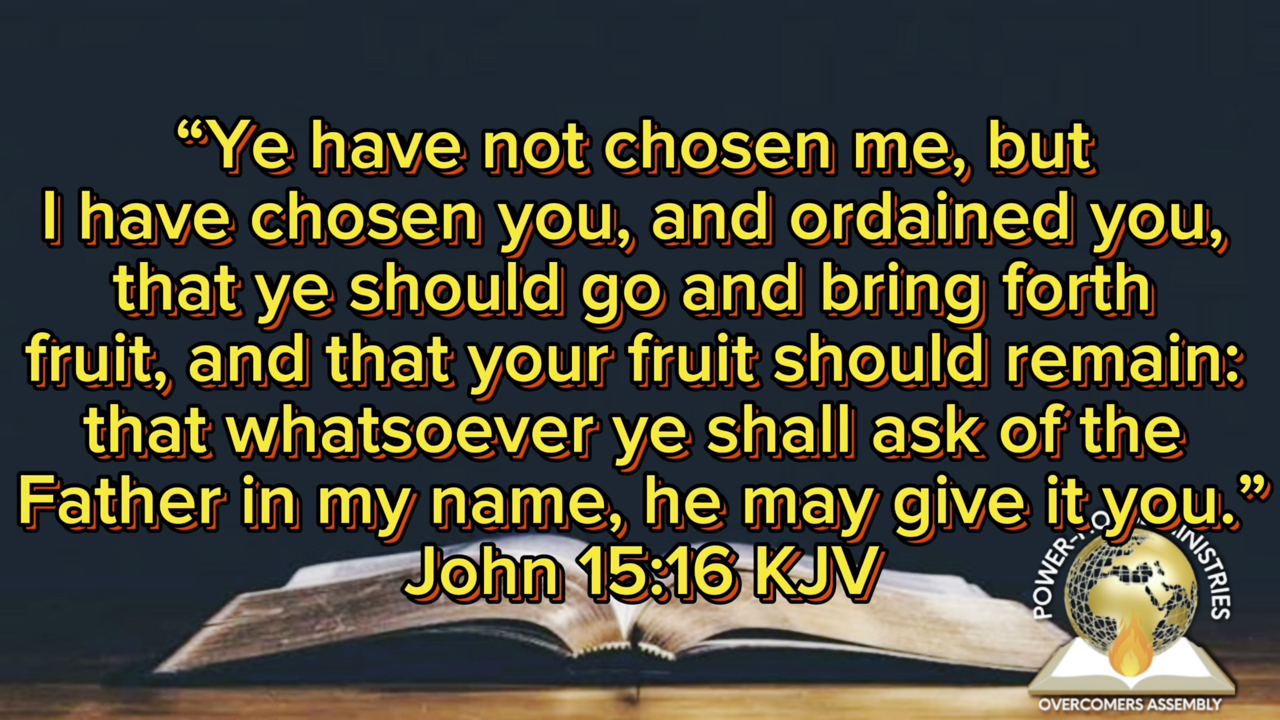 “Ye have not chosen me, but
I have chosen you, and ordained you,
that ye should go and bring forth
fruit, and that your fruit should remain:
that whatsoever ye shall ask of the
Father in my name, he may give it you.”
John 15:16 KJV
MINISTRIES
OVERCOMERS ASSEMBLY